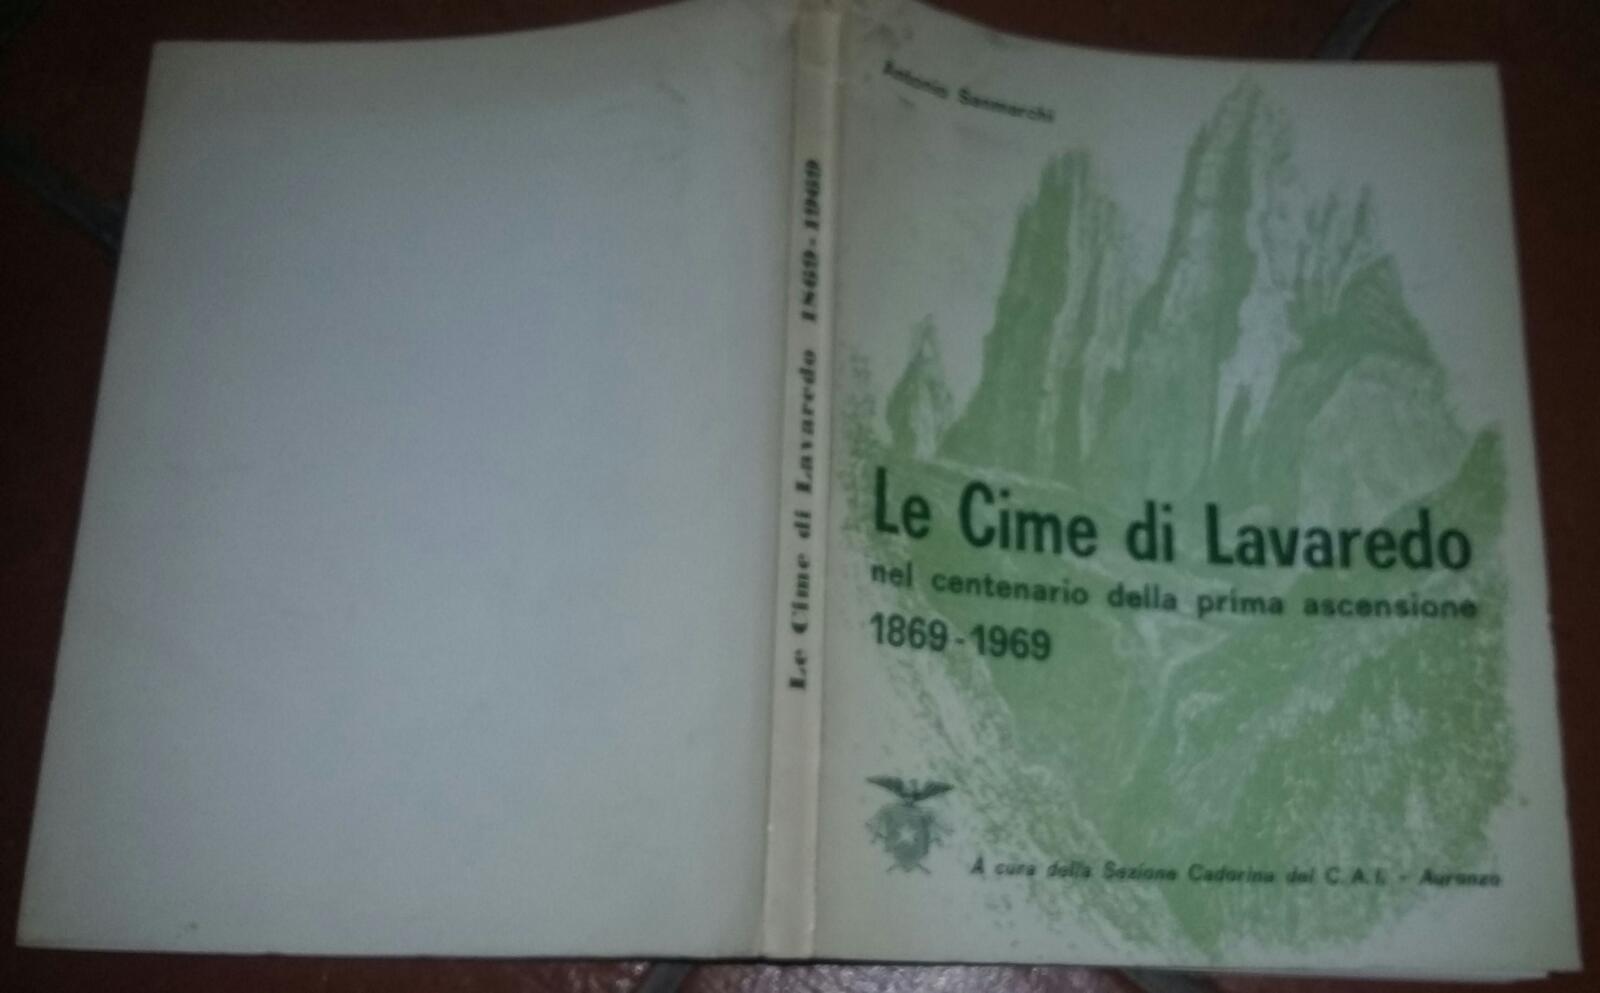 Le Cime di Lavaredo 1869-1969
Antonio Sanmarchi
Le Cime di Lavaredo
nel centenario della prima ascensione
1869-1969
A cura della Sezione Cadorina del C.A.I. - Auronzo